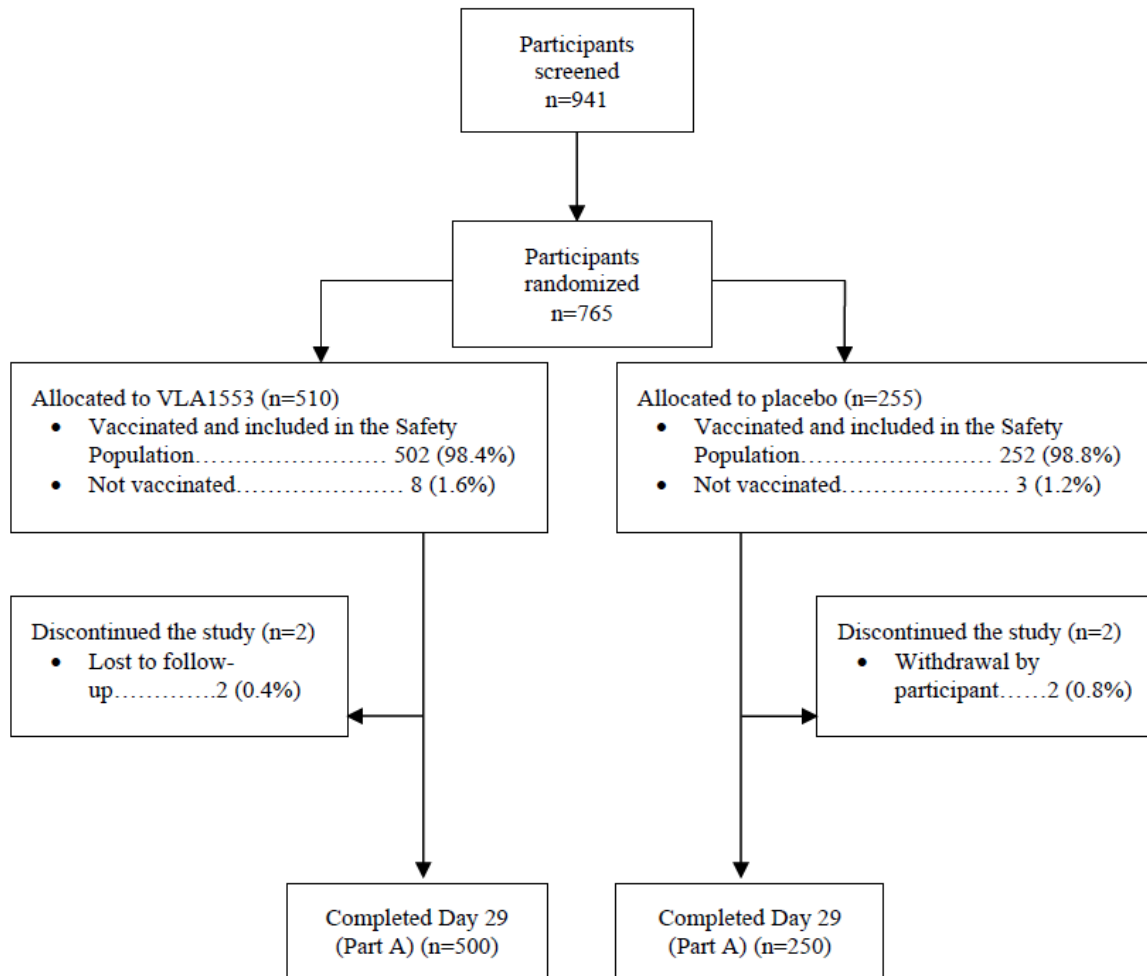 Participants
screened
n=941
Participants
randomized
n=765
Allocated to VLA1553 (n=510)
• Vaccinated and included in the Safety
Population…………………… 502 (98.4%)
• Not vaccinated………………… 8 (1.6%)
Allocated to placebo (n=255)
• Vaccinated and included in the Safety
Population……………………… 252 (98.8%)
• Not vaccinated………………… 3 (1.2%)
Discontinued the study (n=2)
• Lost to follow-
up………….2 (0.4%)
Discontinued the study (n=2)
• Withdrawal by
participant……2 (0.8%)
Completed Day 29
(Part A) (n=500)
Completed Day 29
(Part A) (n=250)